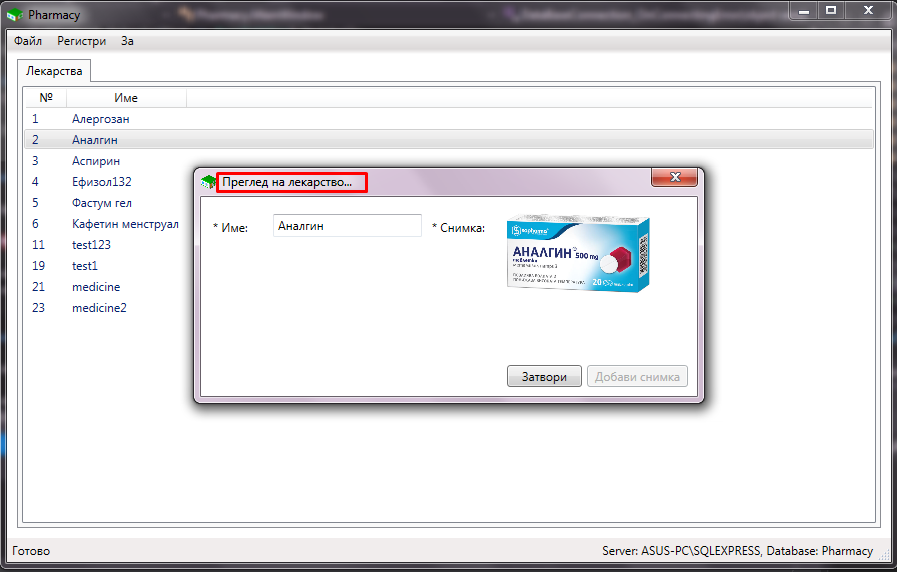 Pharmacy
Файл Регистри За
Лекарства
№ Име
1 Алергозан
2 Аналгин
3 Аспирин
4 Ефизол132
5 Фастум гел
6 Кафетин менструал
11 test123
19 test1
21 medicine
23 medicine2
Преглед на лекарство...
* Име: Аналгин * Снимка:
sopharma
АНАЛГИН® 500 mg
таблетки
20
Затвори Добави снимка
Готово Server: ASUS-PC\SQLEXPRESS, Database: Pharmacy